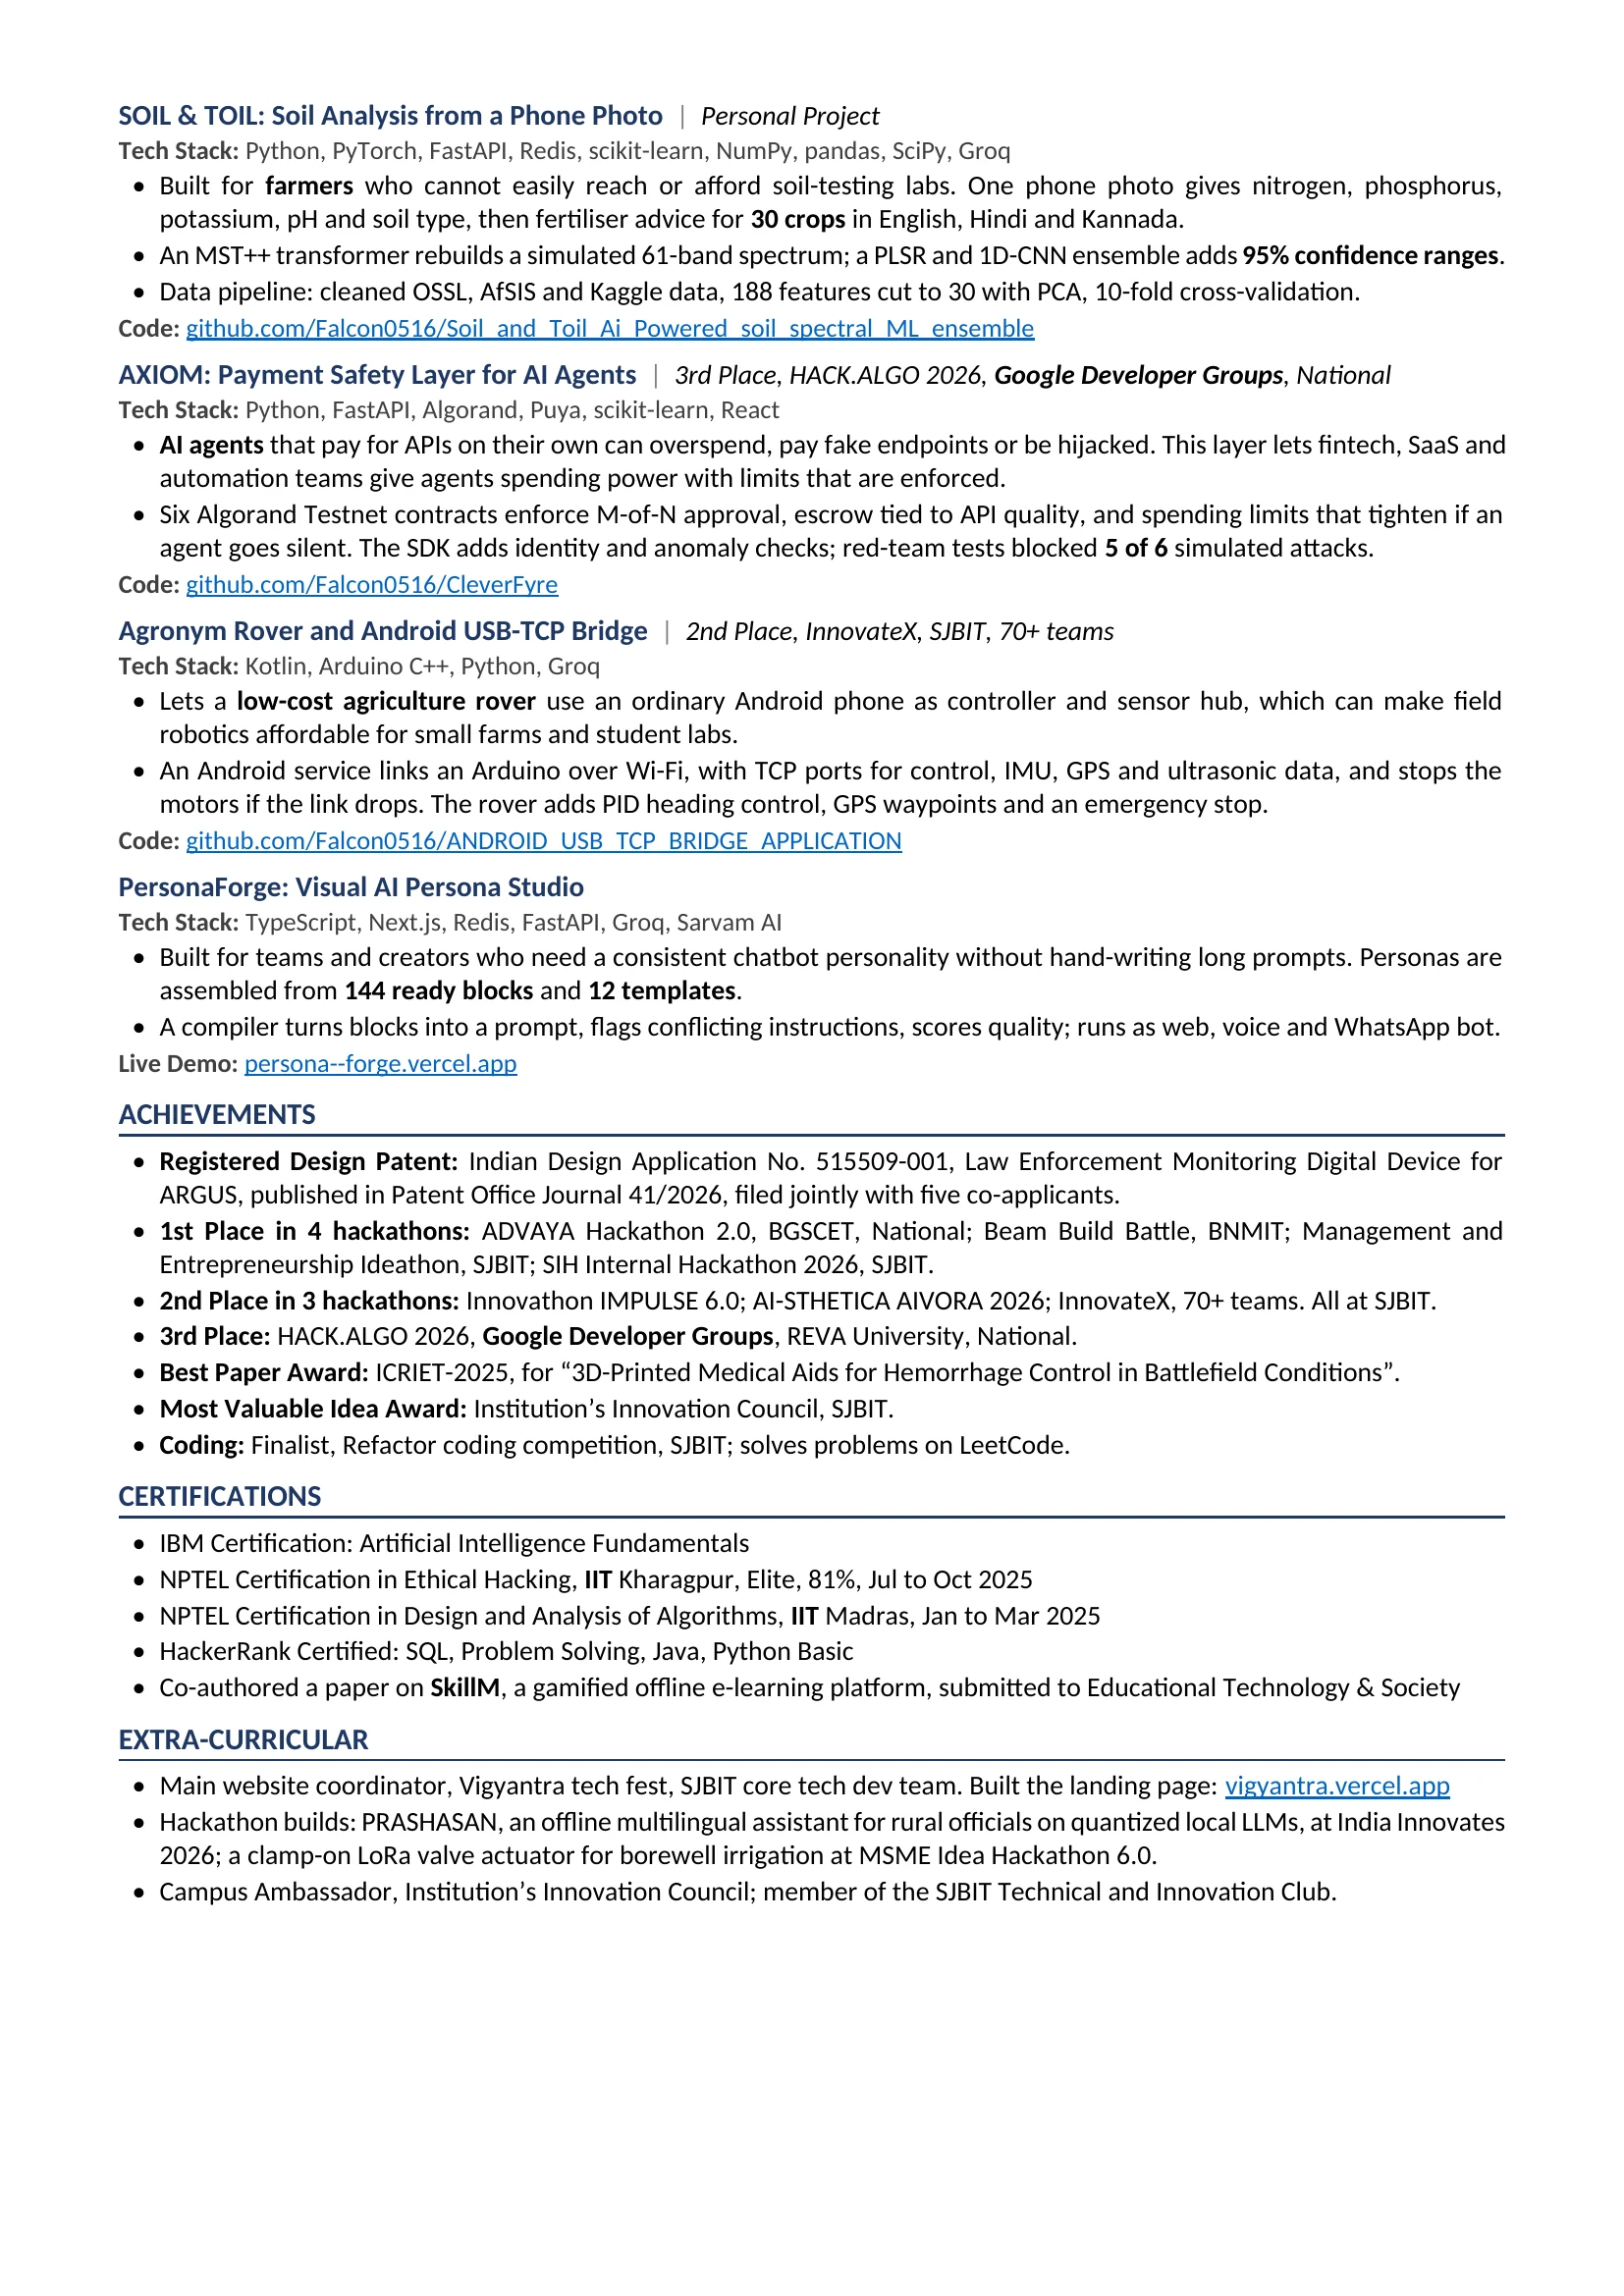 SOIL & TOIL: Soil Analysis from a Phone Photo | Personal Project
Tech Stack: Python, PyTorch, FastAPI, Redis, scikit-learn, NumPy, pandas, SciPy, Groq
• Built for farmers who cannot easily reach or afford soil-testing labs. One phone photo gives nitrogen, phosphorus,
potassium, pH and soil type, then fertiliser advice for 30 crops in English, Hindi and Kannada.
• An MST++ transformer rebuilds a simulated 61-band spectrum; a PLSR and 1D-CNN ensemble adds 95% confidence ranges.
• Data pipeline: cleaned OSSL, AfSIS and Kaggle data, 188 features cut to 30 with PCA, 10-fold cross-validation.
Code: github.com/Falcon0516/Soil_and_Toil_Ai_Powered_soil_spectral_ML_ensemble
AXIOM: Payment Safety Layer for AI Agents | 3rd Place, HACK.ALGO 2026, Google Developer Groups, National
Tech Stack: Python, FastAPI, Algorand, Puya, scikit-learn, React
• AI agents that pay for APIs on their own can overspend, pay fake endpoints or be hijacked. This layer lets fintech, SaaS and
automation teams give agents spending power with limits that are enforced.
• Six Algorand Testnet contracts enforce M-of-N approval, escrow tied to API quality, and spending limits that tighten if an
agent goes silent. The SDK adds identity and anomaly checks; red-team tests blocked 5 of 6 simulated attacks.
Code: github.com/Falcon0516/CleverFyre
Agronym Rover and Android USB-TCP Bridge | 2nd Place, InnovateX, SJBIT, 70+ teams
Tech Stack: Kotlin, Arduino C++, Python, Groq
• Lets a low-cost agriculture rover use an ordinary Android phone as controller and sensor hub, which can make field
robotics affordable for small farms and student labs.
• An Android service links an Arduino over Wi-Fi, with TCP ports for control, IMU, GPS and ultrasonic data, and stops the
motors if the link drops. The rover adds PID heading control, GPS waypoints and an emergency stop.
Code: github.com/Falcon0516/ANDROID_USB_TCP_BRIDGE_APPLICATION
PersonaForge: Visual AI Persona Studio
Tech Stack: TypeScript, Next.js, Redis, FastAPI, Groq, Sarvam AI
• Built for teams and creators who need a consistent chatbot personality without hand-writing long prompts. Personas are
assembled from 144 ready blocks and 12 templates.
• A compiler turns blocks into a prompt, flags conflicting instructions, scores quality; runs as web, voice and WhatsApp bot.
Live Demo: persona--forge.vercel.app
ACHIEVEMENTS
• Registered Design Patent: Indian Design Application No. 515509-001, Law Enforcement Monitoring Digital Device for
ARGUS, published in Patent Office Journal 41/2026, filed jointly with five co-applicants.
• 1st Place in 4 hackathons: ADVAYA Hackathon 2.0, BGSCET, National; Beam Build Battle, BNMIT; Management and
Entrepreneurship Ideathon, SJBIT; SIH Internal Hackathon 2026, SJBIT.
• 2nd Place in 3 hackathons: Innovathon IMPULSE 6.0; AI-STHETICA AIVORA 2026; InnovateX, 70+ teams. All at SJBIT.
• 3rd Place: HACK.ALGO 2026, Google Developer Groups, REVA University, National.
• Best Paper Award: ICRIET-2025, for “3D-Printed Medical Aids for Hemorrhage Control in Battlefield Conditions”.
• Most Valuable Idea Award: Institution’s Innovation Council, SJBIT.
• Coding: Finalist, Refactor coding competition, SJBIT; solves problems on LeetCode.
CERTIFICATIONS
• IBM Certification: Artificial Intelligence Fundamentals
• NPTEL Certification in Ethical Hacking, IIT Kharagpur, Elite, 81%, Jul to Oct 2025
• NPTEL Certification in Design and Analysis of Algorithms, IIT Madras, Jan to Mar 2025
• HackerRank Certified: SQL, Problem Solving, Java, Python Basic
• Co-authored a paper on SkillM, a gamified offline e-learning platform, submitted to Educational Technology & Society
EXTRA-CURRICULAR
• Main website coordinator, Vigyantra tech fest, SJBIT core tech dev team. Built the landing page: vigyantra.vercel.app
• Hackathon builds: PRASHASAN, an offline multilingual assistant for rural officials on quantized local LLMs, at India Innovates
2026; a clamp-on LoRa valve actuator for borewell irrigation at MSME Idea Hackathon 6.0.
• Campus Ambassador, Institution’s Innovation Council; member of the SJBIT Technical and Innovation Club.